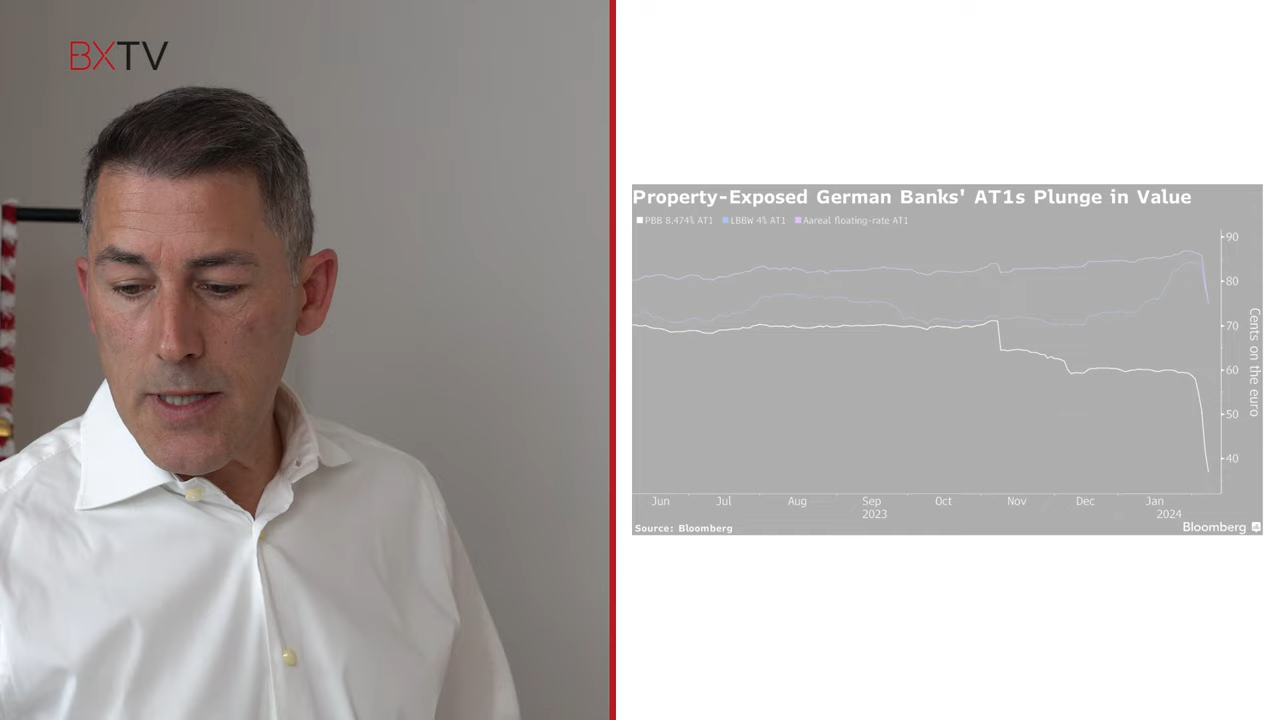 BXTV
Property-Exposed German Banks' AT1s Plunge in Value
PBB 8.474% AT1 LBBW 4% AT1 Aareal floating-rate AT1
90
80
70
60
50
40
Cents on the euro
Jun Jul Aug Sep Oct Nov Dec Jan
2023 2024
Source: Bloomberg
Bloomberg